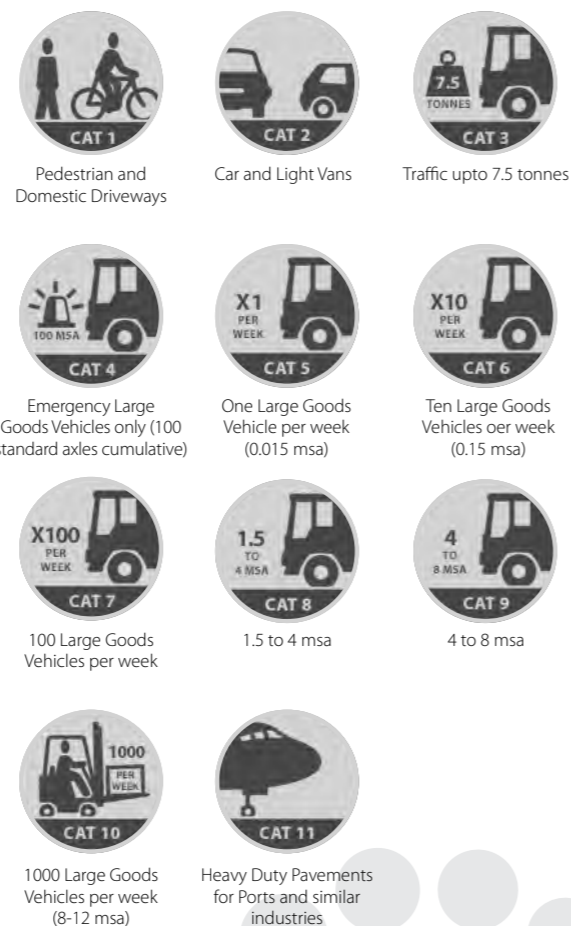 CAT 1
Pedestrian and
Domestic Driveways
CAT 2
Car and Light Vans
7.5
TONNES
CAT 3
Traffic upto 7.5 tonnes
100 MSA
CAT 4
Emergency Large
Goods Vehicles only (100
standard axles cumulative)
X1
PER
WEEK
CAT 5
One Large Goods
Vehicle per week
(0.015 msa)
X10
PER
WEEK
CAT 6
Ten Large Goods
Vehicles oer week
(0.15 msa)
X100
PER
WEEK
CAT 7
100 Large Goods
Vehicles per week
1.5
TO
4 MSA
CAT 8
1.5 to 4 msa
4
TO
8 MSA
CAT 9
4 to 8 msa
1000
PER
WEEK
CAT 10
1000 Large Goods
Vehicles per week
(8-12 msa)
CAT 11
Heavy Duty Pavements
for Ports and similar
industries